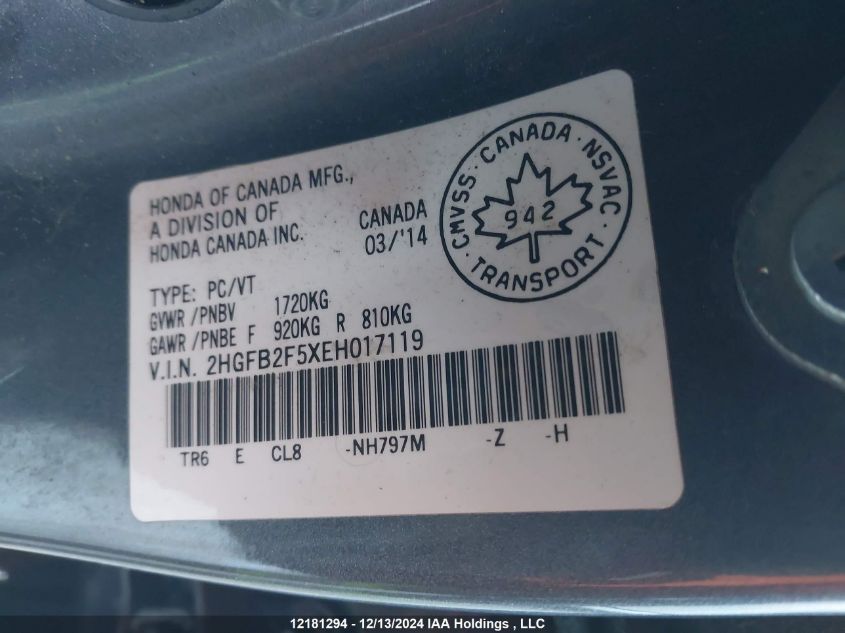 HONDA OF CANADA MFG.,
A DIVISION OF
HONDA CANADA INC.
CANADA
03/'14
CMVSS · CANADA · NSVAC
942
· TRANSPORT ·
TYPE: PC/VT
GVWR /PNBV 1720KG
GAWR /PNBE F 920KG R 810KG
V.I.N. 2HGFB2F5XEH017119
TR6 E CL8 -NH797M -Z -H
12181294 - 12/13/2024 IAA Holdings , LLC